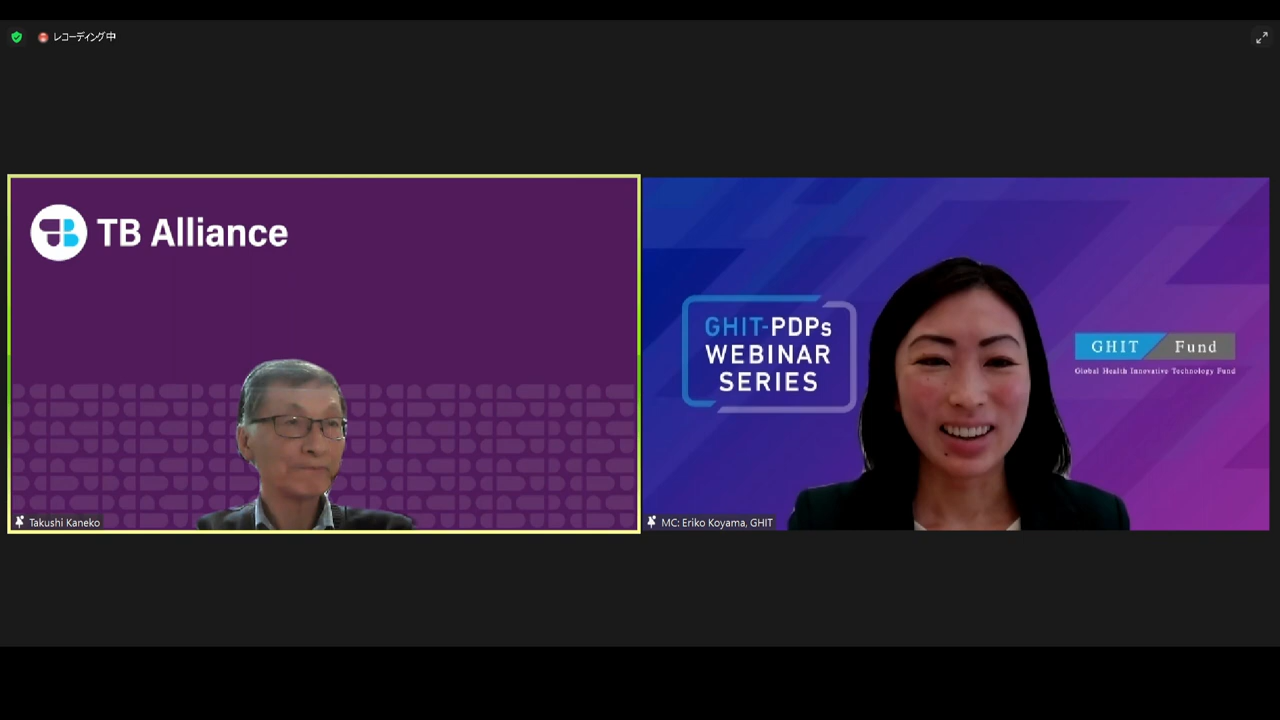 レコーディング中
TB Alliance
Takushi Kaneko
GHIT-PDPs
WEBINAR
SERIES
GHIT Fund
Global Health Innovative Technology Fund
MC: Eriko Koyama, GHIT